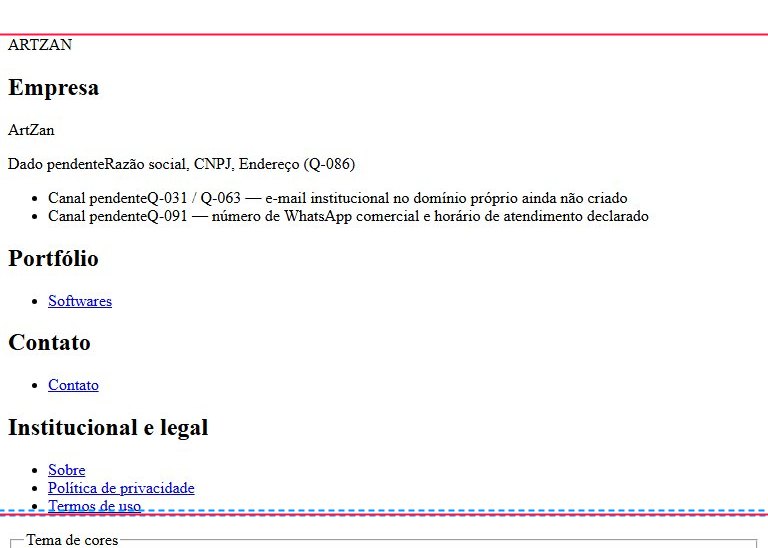 ARTZAN
Empresa
ArtZan
Dado pendenteRazão social, CNPJ, Endereço (Q-086)
Canal pendenteQ-031 / Q-063 — e-mail institucional no domínio próprio ainda não criado
Canal pendenteQ-091 — número de WhatsApp comercial e horário de atendimento declarado
Portfólio
Softwares
Contato
Contato
Institucional e legal
Sobre
Política de privacidade
Termos de uso
Tema de cores